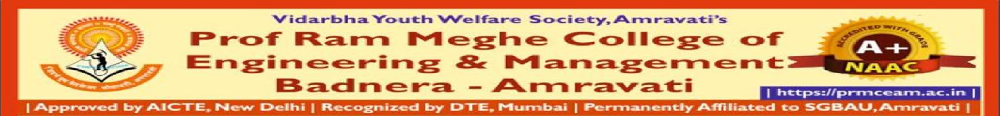 Vidarbha Youth Welfare Society, Amravati's
Prof Ram Meghe College of
Engineering & Management
Badnera - Amravati
ACCREDITED WITH GRADE
A+
NAAC
| https://prmceam.ac.in |
| Approved by AICTE, New Delhi | Recognized by DTE, Mumbai | Permanently Affiliated to SGBAU, Amravati |